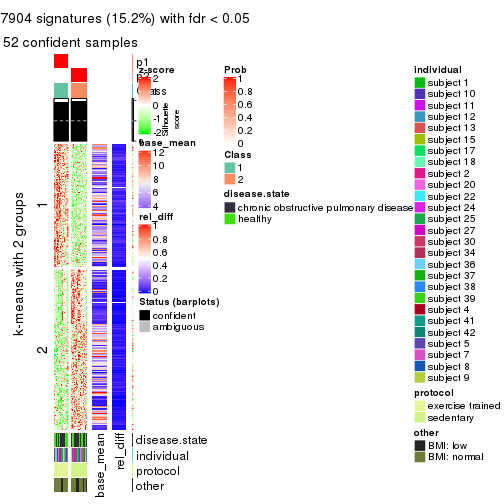 7904 signatures (15.2%) with fdr < 0.05
52 confident samples
p1
p2
Class
z-score
2
1
0
-1
-2
Silhouette
score
base_mean
12
10
8
6
4
rel_diff
1
0.8
0.6
0.4
0.2
0
Status (barplots)
confident
ambiguous
Prob
1
0.8
0.6
0.4
0.2
0
Class
1
2
disease.state
chronic obstructive pulmonary disease
healthy
individual
subject 1
subject 10
subject 11
subject 12
subject 13
subject 15
subject 17
subject 18
subject 2
subject 20
subject 22
subject 24
subject 25
subject 27
subject 30
subject 34
subject 36
subject 37
subject 38
subject 39
subject 4
subject 41
subject 42
subject 5
subject 7
subject 8
subject 9
protocol
exercise trained
sedentary
other
BMI: low
BMI: normal
k-means with 2 groups
1
2
disease.state
individual
protocol
other
base_mean
rel_diff